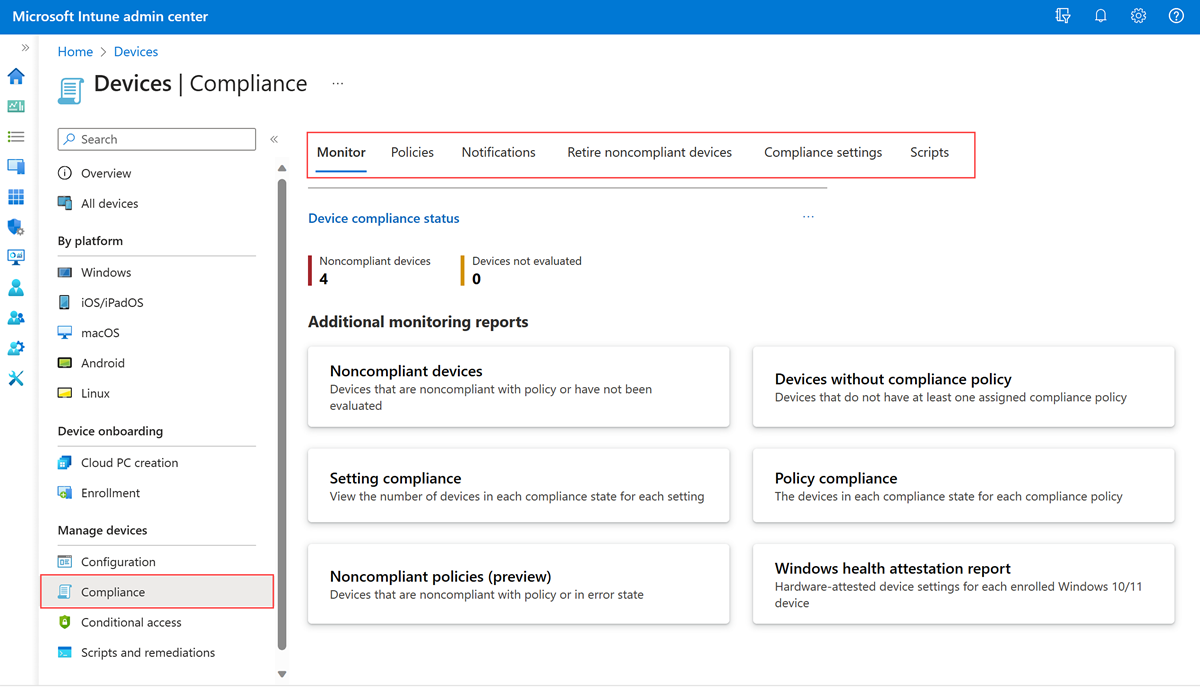 Microsoft Intune admin center
Home > Devices
Devices | Compliance ...
Search
Overview
All devices
By platform
Windows
iOS/iPadOS
macOS
Android
Linux
Device onboarding
Cloud PC creation
Enrollment
Manage devices
Configuration
Compliance
Conditional access
Scripts and remediations
Monitor Policies Notifications Retire noncompliant devices Compliance settings Scripts
Device compliance status ...
Noncompliant devices
4
Devices not evaluated
0
Additional monitoring reports
Noncompliant devices
Devices that are noncompliant with policy or have not been
evaluated
Devices without compliance policy
Devices that do not have at least one assigned compliance policy
Setting compliance
View the number of devices in each compliance state for each setting
Policy compliance
The devices in each compliance state for each compliance policy
Noncompliant policies (preview)
Devices that are noncompliant with policy or in error state
Windows health attestation report
Hardware-attested device settings for each enrolled Windows 10/11
device